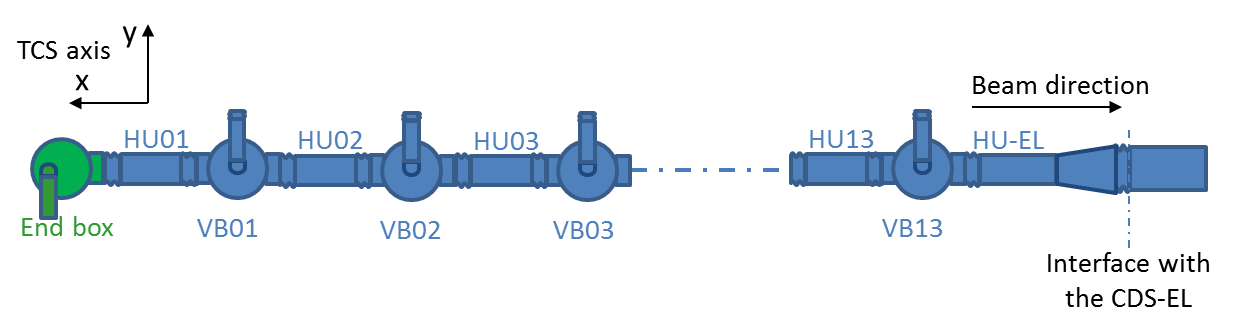 y
TCS axis
x
Beam direction
HU01
HU02
HU03
HU13
HU-EL
End box
VB01
VB02
VB03
VB13
Interface with
the CDS-EL